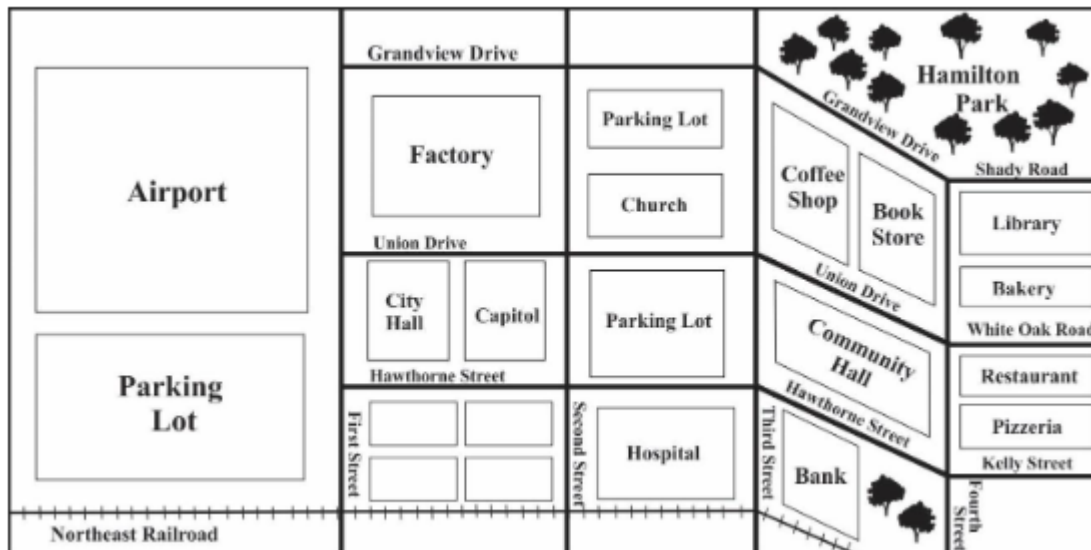 Grandview Drive
Hamilton
Park
Grandview Drive
Shady Road
Airport
Factory
Parking Lot
Church
Coffee
Shop
Book
Store
Library
Bakery
Union Drive
Union Drive
White Oak Road
City
Hall
Capitol
Parking Lot
Community
Hall
Restaurant
Pizzeria
Hawthorne Street
Hawthorne Street
Kelly Street
Parking
Lot
First Street
Second Street
Hospital
Third Street
Bank
Fourth
Street
Northeast Railroad